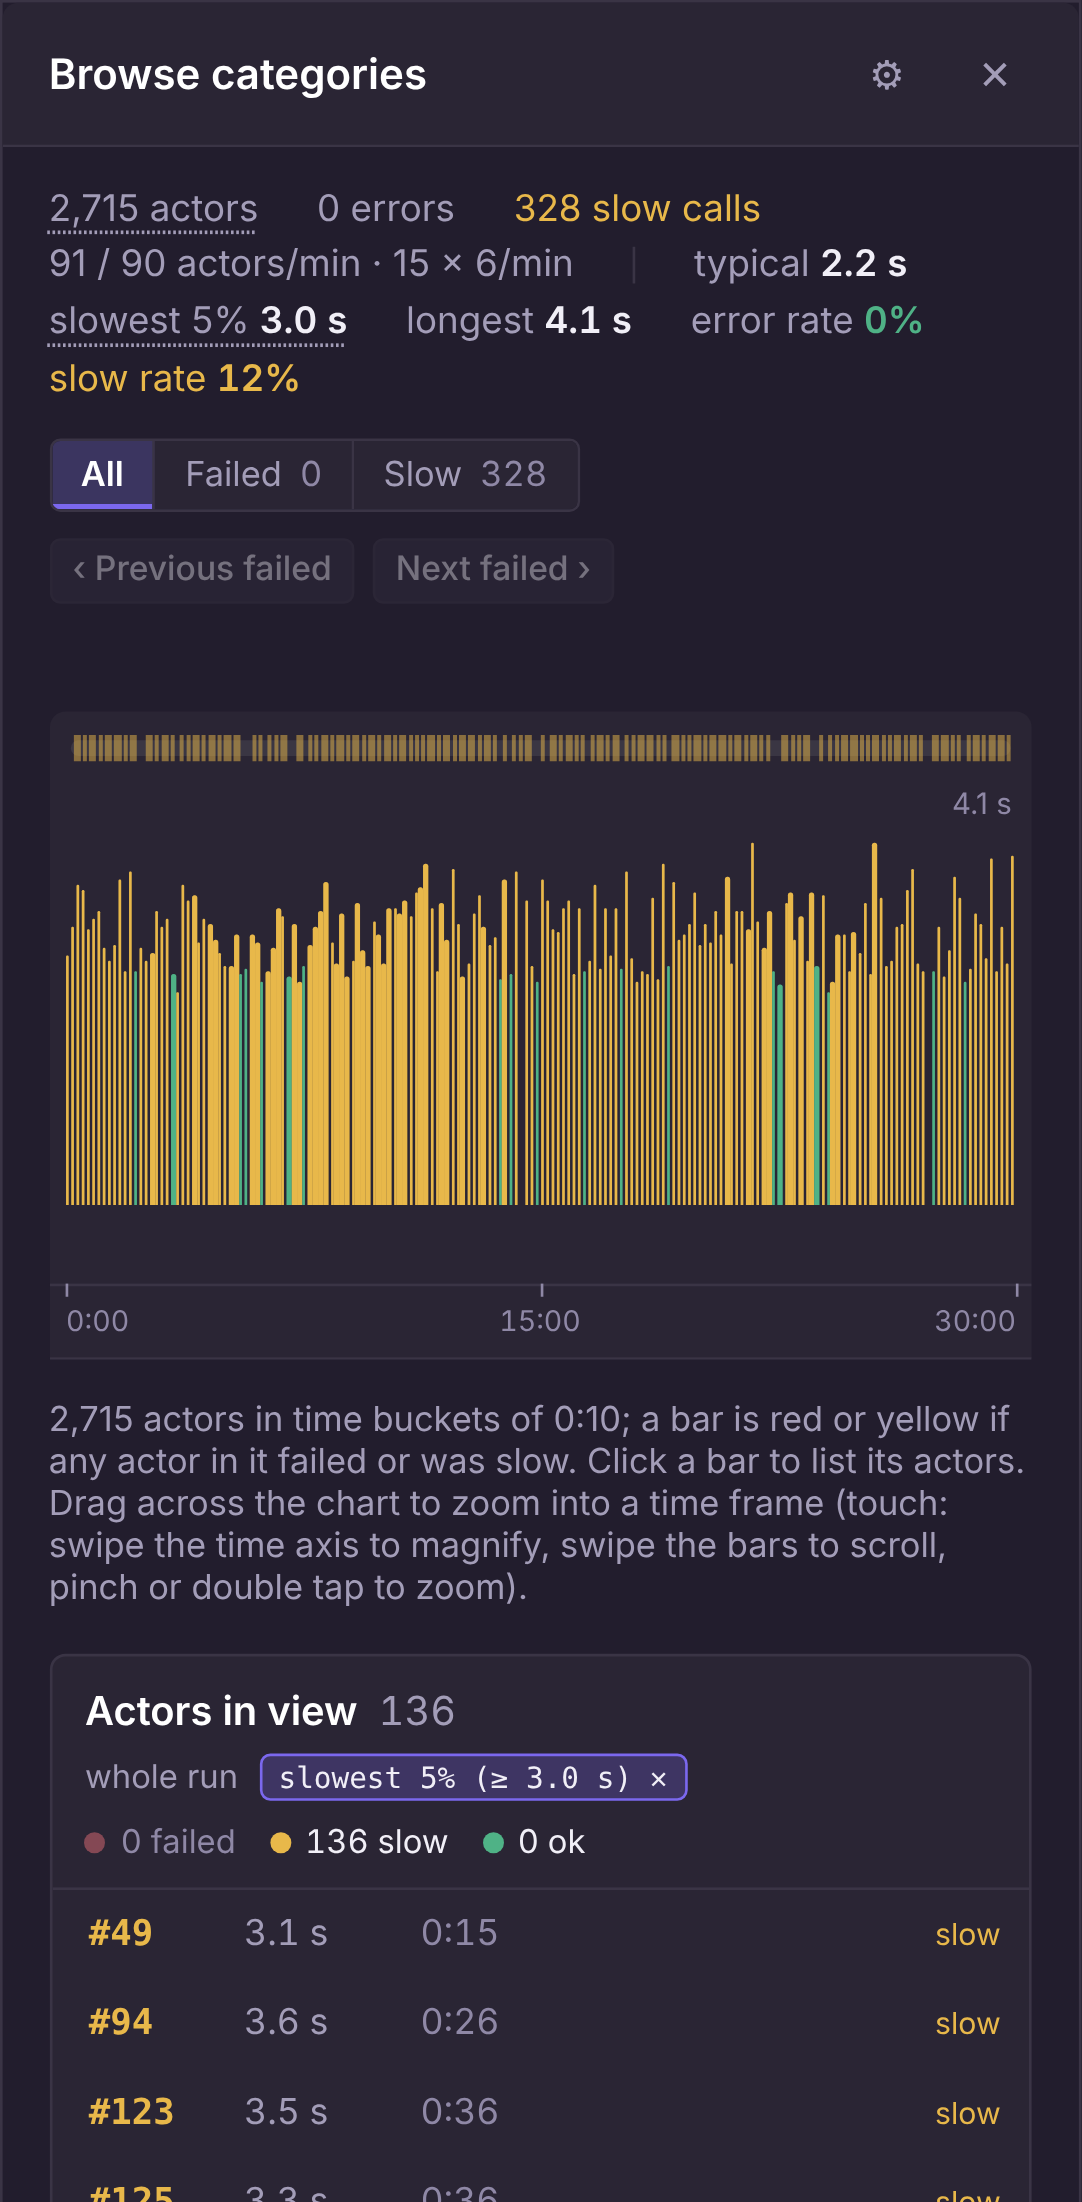 Browse categories ⚙ ×
2,715 actors 0 errors 328 slow calls
91 / 90 actors/min · 15 × 6/min typical 2.2 s
slowest 5% 3.0 s longest 4.1 s error rate 0%
slow rate 12%
All Failed 0 Slow 328
‹ Previous failed Next failed ›
4.1 s
0:00 15:00 30:00
2,715 actors in time buckets of 0:10; a bar is red or yellow if
any actor in it failed or was slow. Click a bar to list its actors.
Drag across the chart to zoom into a time frame (touch:
swipe the time axis to magnify, swipe the bars to scroll,
pinch or double tap to zoom).
Actors in view 136
whole run slowest 5% (≥ 3.0 s) ×
0 failed 136 slow 0 ok
#49 3.1 s 0:15 slow
#94 3.6 s 0:26 slow
#123 3.5 s 0:36 slow
#125 3.3 s 0:36 slow